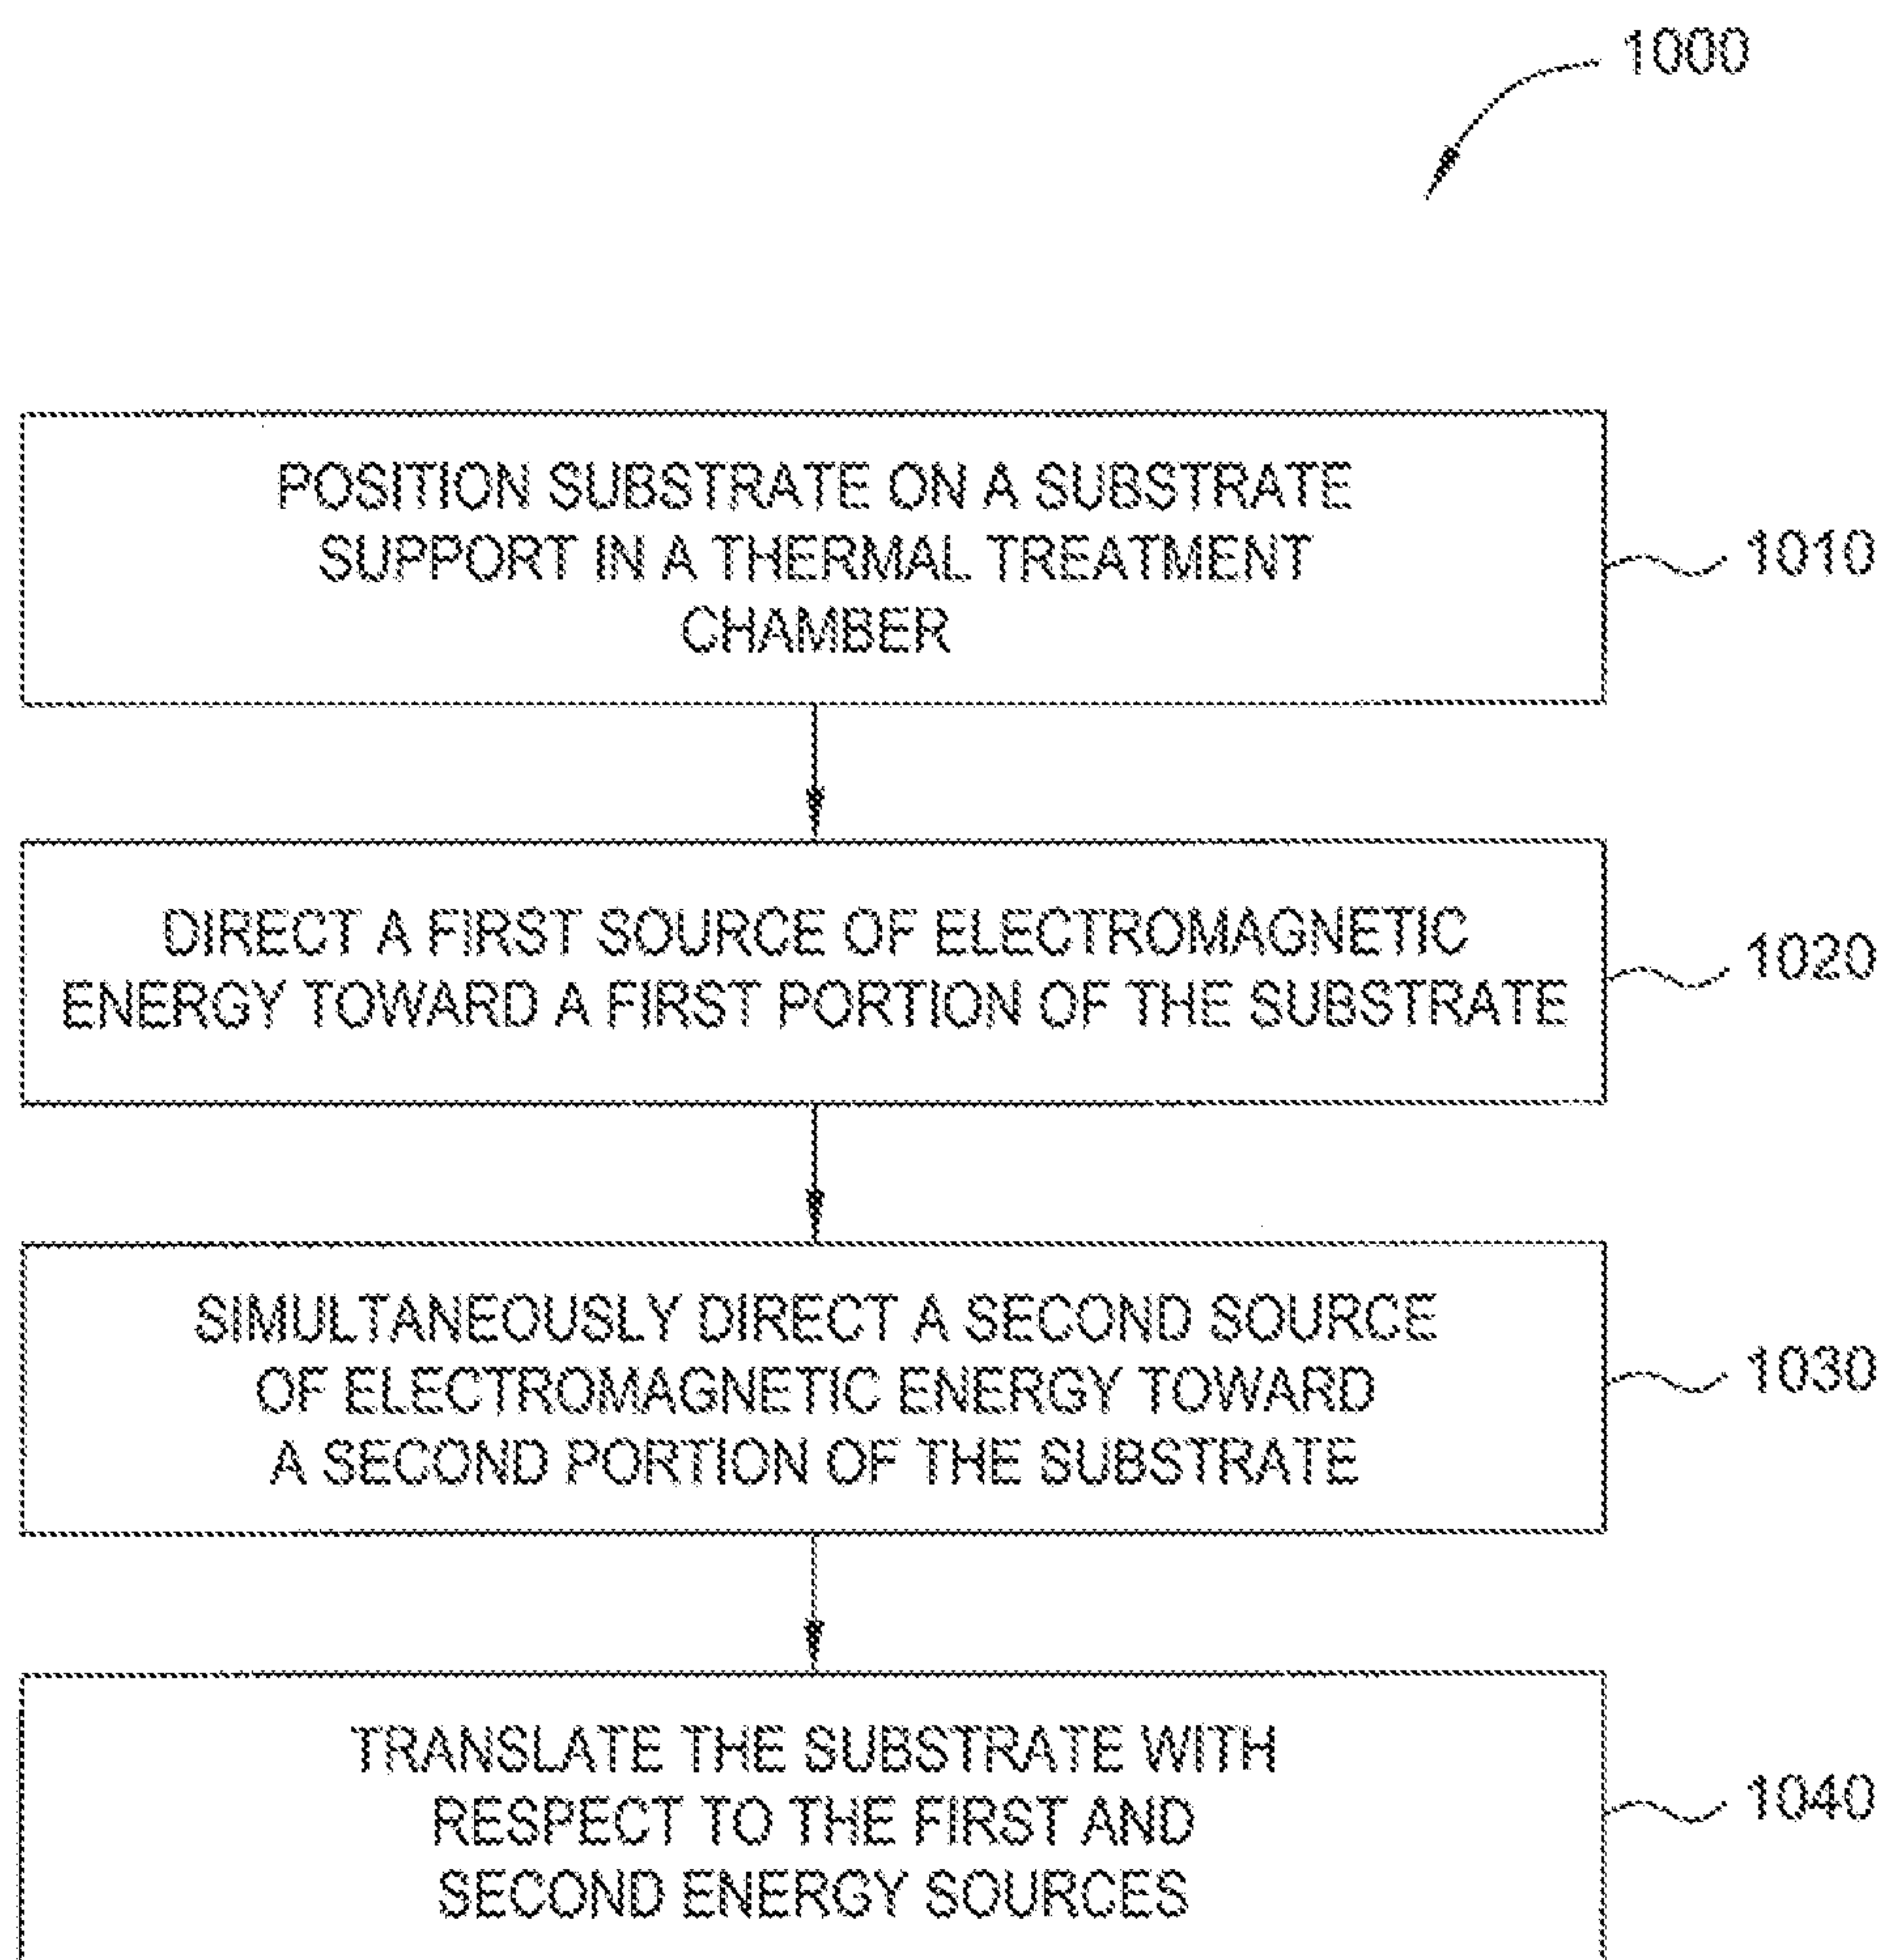 1000
POSITION SUBSTRATE ON A SUBSTRATE
SUPPORT IN A THERMAL TREATMENT
CHAMBER
1010
DIRECT A FIRST SOURCE OF ELECTROMAGNETIC
ENERGY TOWARD A FIRST PORTION OF THE SUBSTRATE
1020
SIMULTANEOUSLY DIRECT A SECOND SOURCE
OF ELECTROMAGNETIC ENERGY TOWARD
A SECOND PORTION OF THE SUBSTRATE
1030
TRANSLATE THE SUBSTRATE WITH
RESPECT TO THE FIRST AND
SECOND ENERGY SOURCES
1040